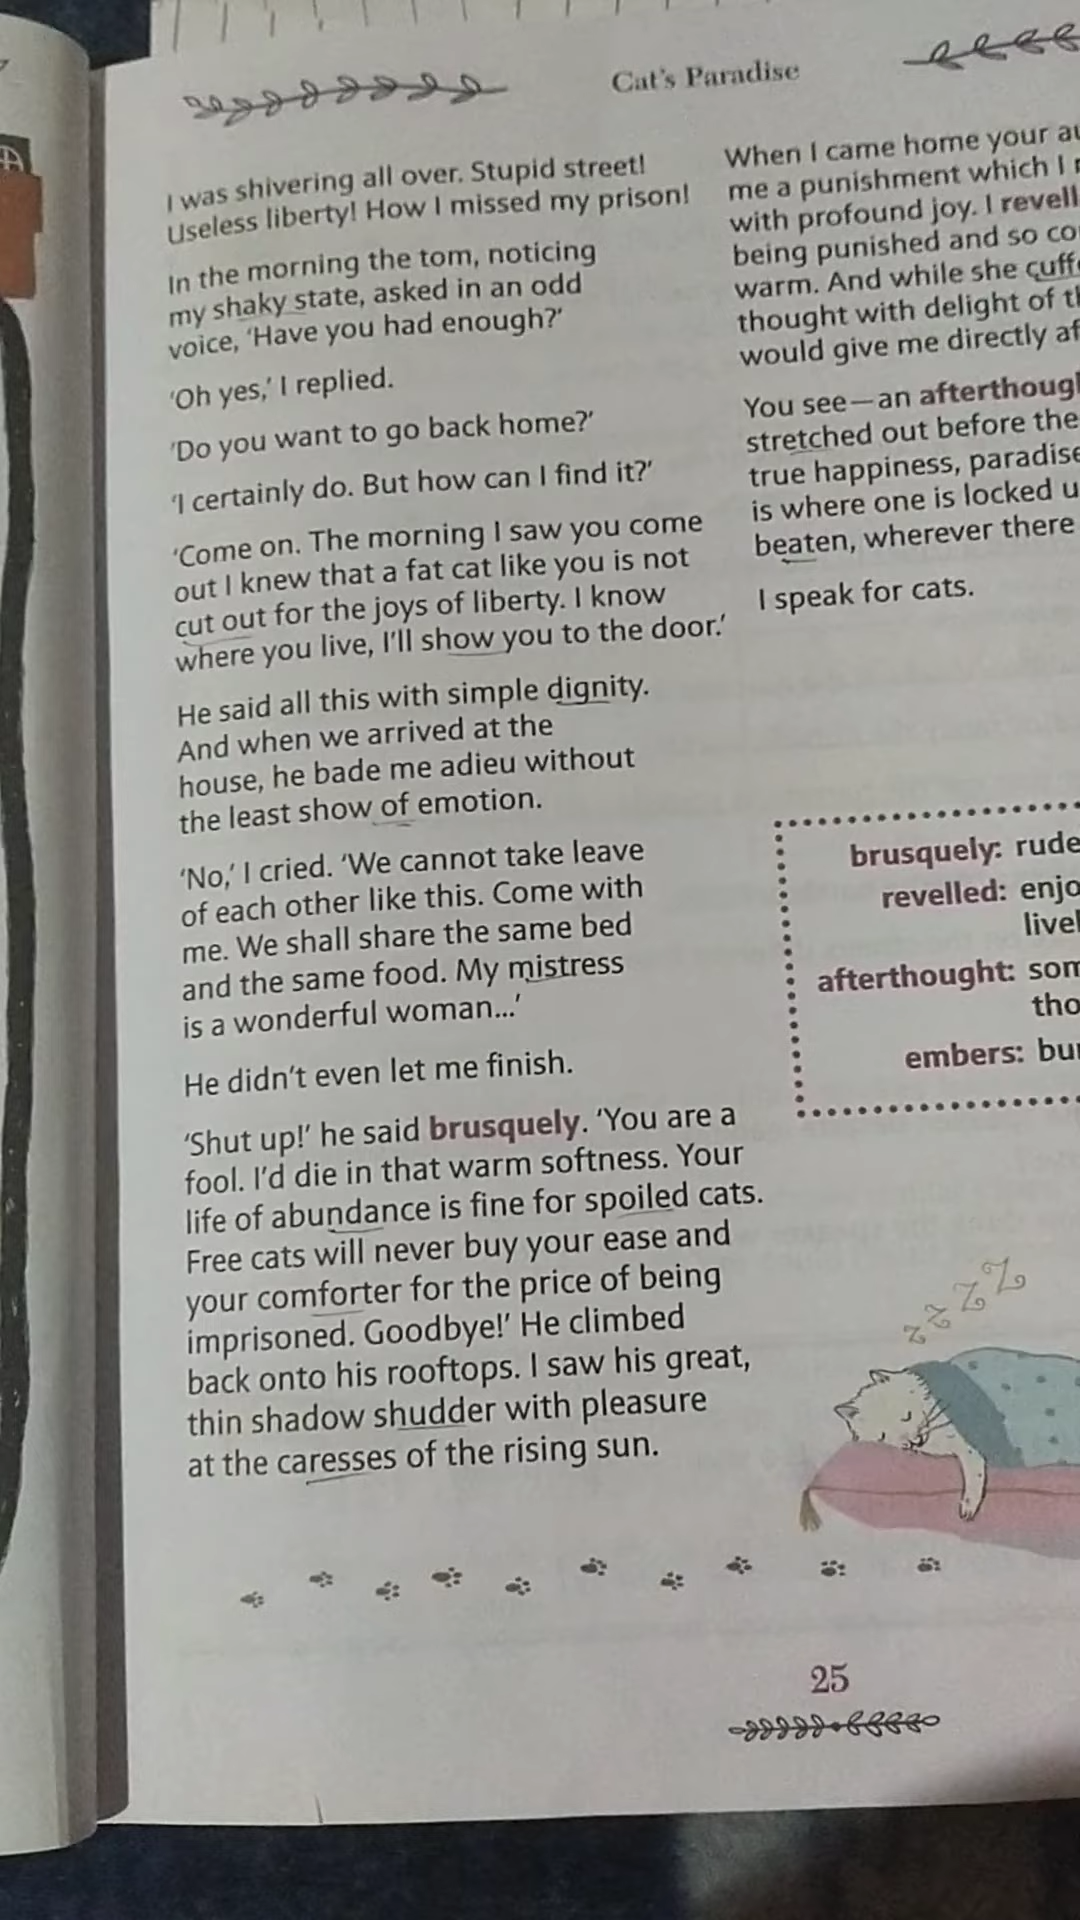 Cat's Paradise
I was shivering all over. Stupid street!
Useless liberty! How I missed my prison!
In the morning the tom, noticing
my shaky state, asked in an odd
voice, ‘Have you had enough?’
‘Oh yes,’ I replied.
‘Do you want to go back home?’
‘I certainly do. But how can I find it?’
‘Come on. The morning I saw you come
out I knew that a fat cat like you is not
cut out for the joys of liberty. I know
where you live, I’ll show you to the door.’
He said all this with simple dignity.
And when we arrived at the
house, he bade me adieu without
the least show of emotion.
‘No,’ I cried. ‘We cannot take leave
of each other like this. Come with
me. We shall share the same bed
and the same food. My mistress
is a wonderful woman...’
He didn’t even let me finish.
‘Shut up!’ he said brusquely. ‘You are a
fool. I’d die in that warm softness. Your
life of abundance is fine for spoiled cats.
Free cats will never buy your ease and
your comforter for the price of being
imprisoned. Goodbye!’ He climbed
back onto his rooftops. I saw his great,
thin shadow shudder with pleasure
at the caresses of the rising sun.
When I came home your
me a punishment which I
with profound joy. I
being punished and so
warm. And while she
thought with delight of
would give me directly
You see—an
stretched out before the
true happiness, paradise
is where one is locked
beaten, wherever there
I speak for cats.
brusquely:
revelled:
afterthought:
embers:
z z z z
25